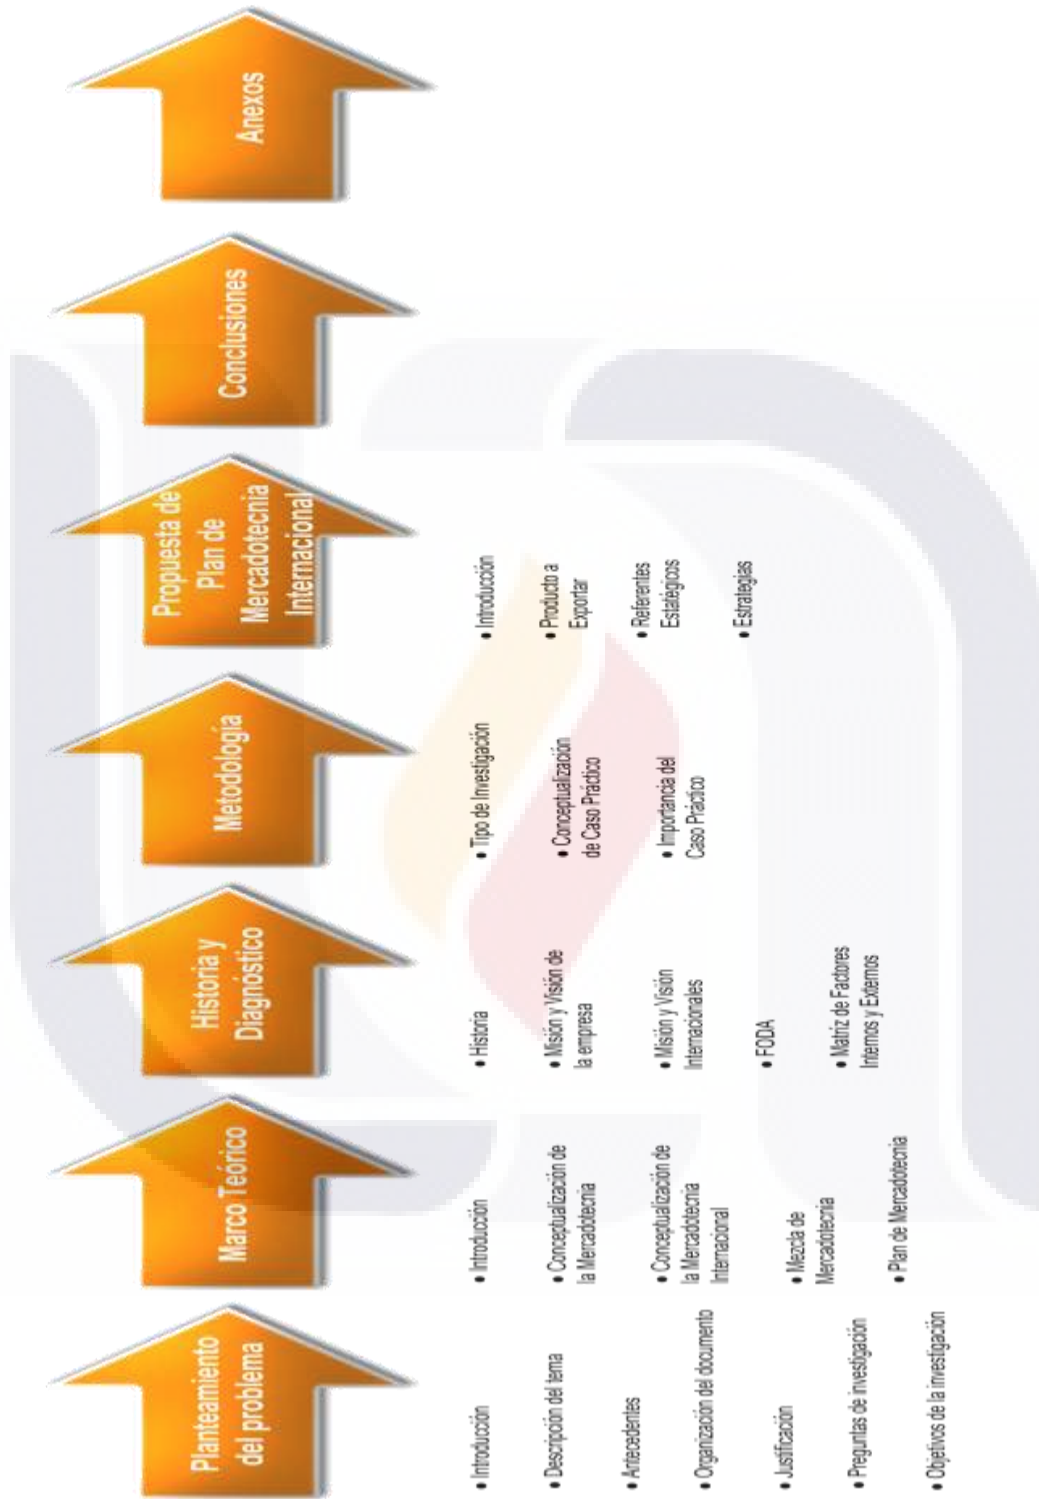 Planteamiento
del problema
• Introducción
• Descripción del tema
• Antecedentes
• Organización del documento
• Justificación
• Preguntas de investigación
• Objetivos de la investigación
Marco Teórico
• Introducción
• Conceptualización de
la Mercadotecnia
• Conceptualización de
la Mercadotecnia
Internacional
• Mezcla de
Mercadotecnia
• Plan de Mercadotecnia
Historia y
Diagnóstico
• Historia
• Misión y Visión de
la empresa
• Misión y Visión
Internacionales
• FODA
• Matriz de Factores
Internos y Externos
Metodología
• Tipo de Investigación
• Conceptualización
de Caso Práctico
• Importancia del
Caso Práctico
Propuesta de
Plan de
Mercadotecnia
Internacional
• Introducción
• Producto a
Exportar
• Referentes
Estatégicos
• Estrategias
Conclusiones
Anexos